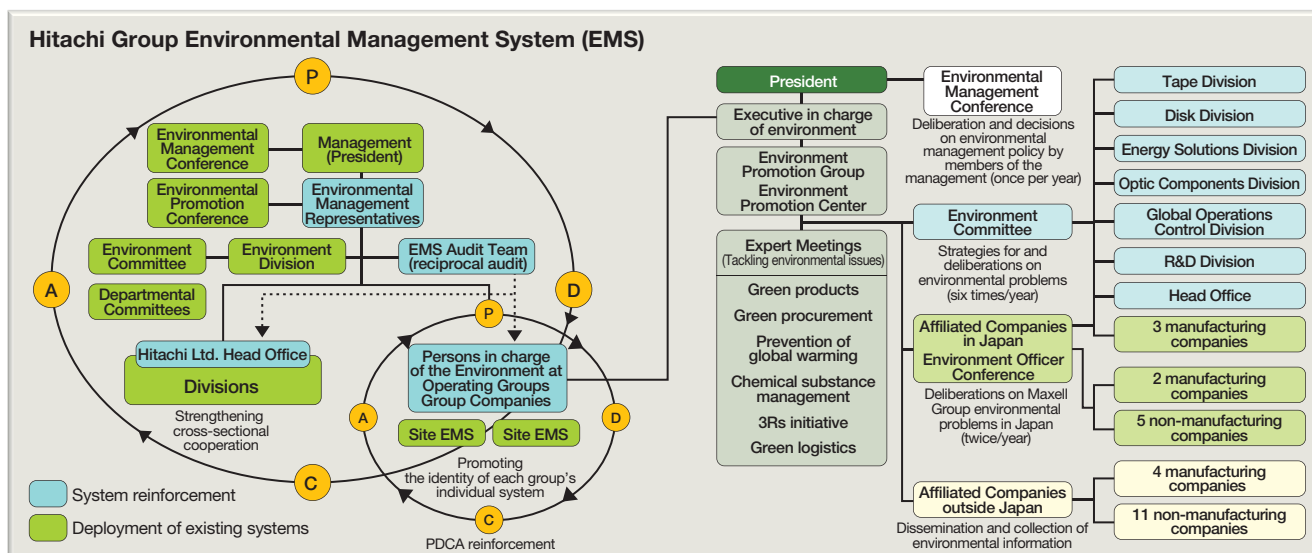 Hitachi Group Environmental Management System (EMS)
P
Environmental
Management
Conference
Management
(President)
Environmental
Promotion
Conference
Environmental
Management
Representatives
Environment
Committee
Environment
Division
EMS Audit Team
(reciprocal audit)
Departmental
Committees
A
D
Hitachi Ltd. Head Office
Divisions
Strengthening
cross-sectional
cooperation
C
P
Persons in charge
of the Environment at
Operating Groups
Group Companies
A
D
Site EMS
Site EMS
Promoting
the identity of each group's
individual system
C
PDCA reinforcement
System reinforcement
Deployment of existing systems
President
Executive in charge
of environment
Environment
Promotion Group
Environment
Promotion Center
Expert Meetings
(Tackling environmental issues)
Green products
Green procurement
Prevention of
global warming
Chemical substance
management
3Rs initiative
Green logistics
Environmental
Management
Conference
Deliberation and decisions
on environmental
management policy by
members of the
management (once per year)
Environment
Committee
Strategies for and
deliberations on
environmental problems
(six times/year)
Affiliated Companies
in Japan
Environment Officer
Conference
Deliberations on Maxell
Group environmental
problems in Japan
(twice/year)
Affiliated Companies
outside Japan
Dissemination and collection of
environmental information
Tape Division
Disk Division
Energy Solutions Division
Optic Components Division
Global Operations
Control Division
R&D Division
Head Office
3 manufacturing
companies
2 manufacturing
companies
5 non-manufacturing
companies
4 manufacturing
companies
11 non-manufacturing
companies